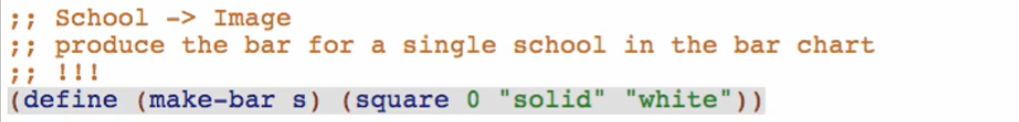 ;; School -> Image
;; produce the bar for a single school in the bar chart
;; !!!
(define (make-bar s) (square 0 "solid" "white"))